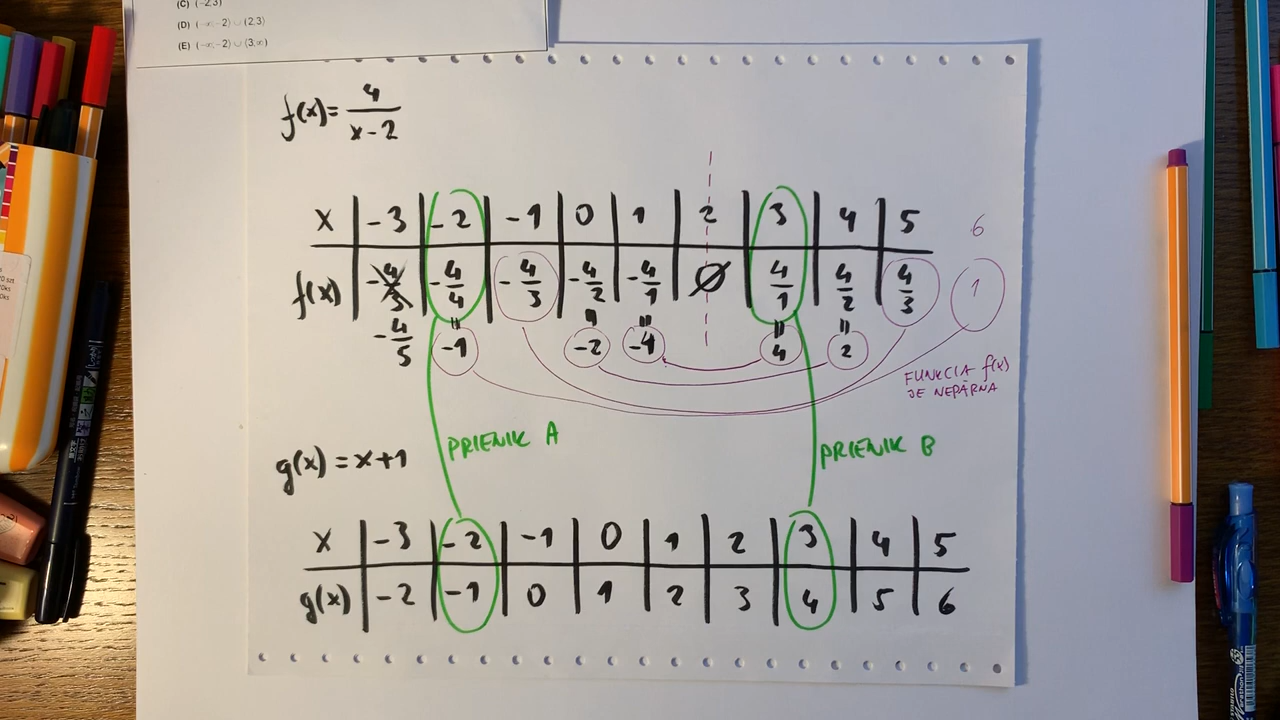 (C) (-2,3)
(D) (-∞;-2) ∪ (2,3)
(E) (-∞;-2) ∪ (3;∞)
f(x)= 4/(x-2)
x | -3 | -2 | -1 | 0 | 1 | 2 | 3 | 4 | 5 6
f(x) | -4/3 | -4/4 | -4/3 | -4/2 | -4/1 | ∅ | 4/1 | 4/2 | 4/3 1
-4/5 = -1 = -2 = -4 = 4 = 2
FUNKCIA f(x)
JE NEPÁRNA
PRIENIK A PRIENIK B
g(x)=x+1
x | -3 | -2 | -1 | 0 | 1 | 2 | 3 | 4 | 5
g(x) | -2 | -1 | 0 | 1 | 2 | 3 | 4 | 5 | 6